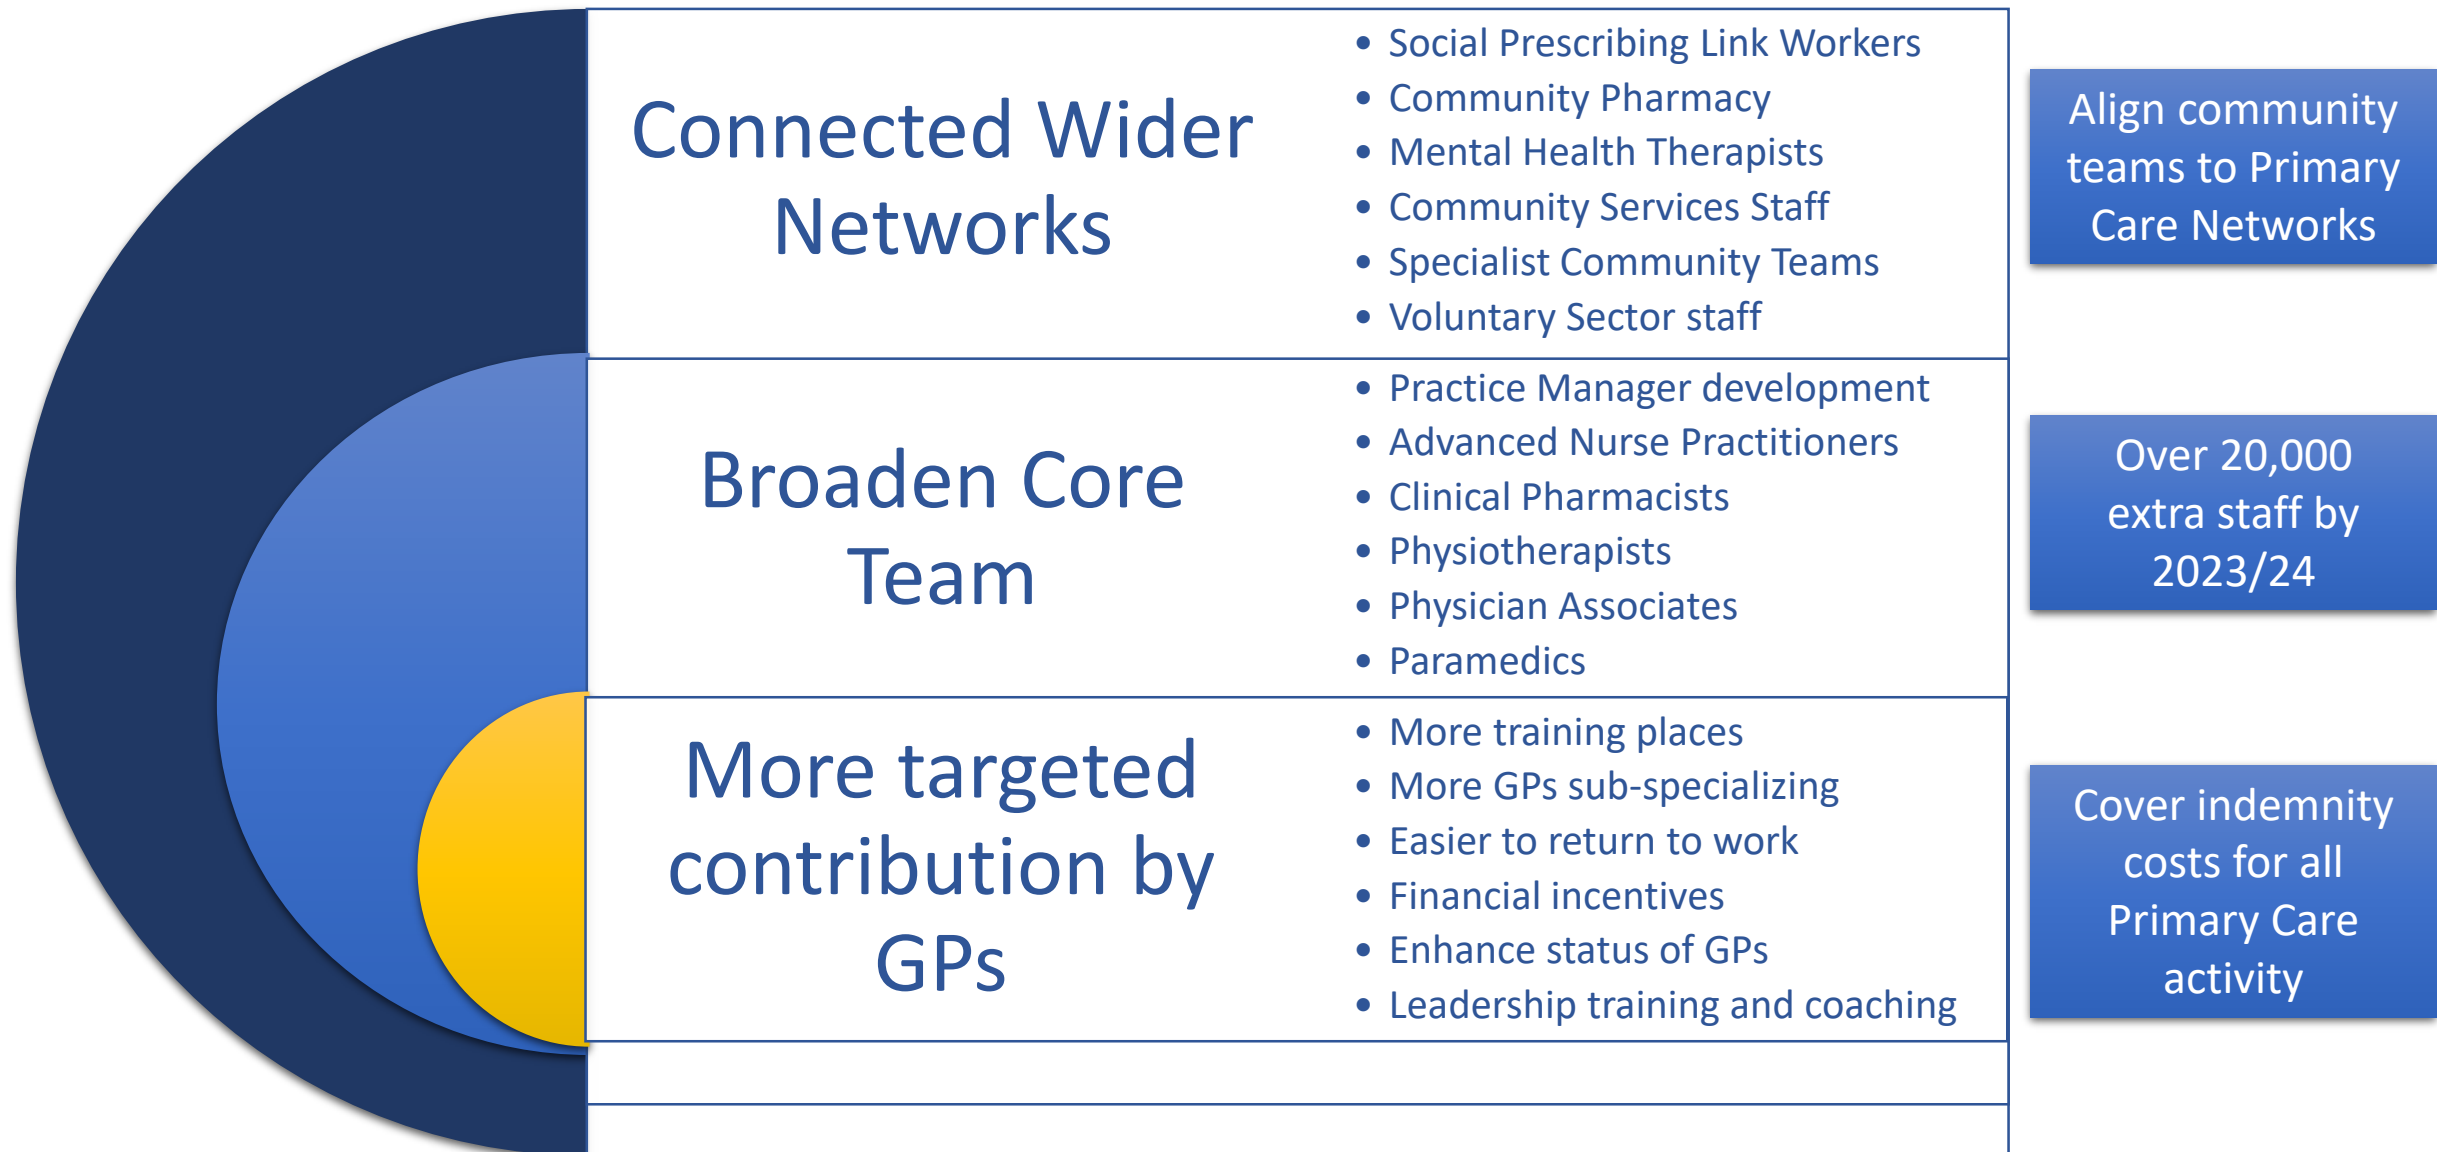 Connected Wider
Networks
• Social Prescribing Link Workers
• Community Pharmacy
• Mental Health Therapists
• Community Services Staff
• Specialist Community Teams
• Voluntary Sector staff
Align community
teams to Primary
Care Networks
Broaden Core
Team
• Practice Manager development
• Advanced Nurse Practitioners
• Clinical Pharmacists
• Physiotherapists
• Physician Associates
• Paramedics
Over 20,000
extra staff by
2023/24
More targeted
contribution by
GPs
• More training places
• More GPs sub-specializing
• Easier to return to work
• Financial incentives
• Enhance status of GPs
• Leadership training and coaching
Cover indemnity
costs for all
Primary Care
activity